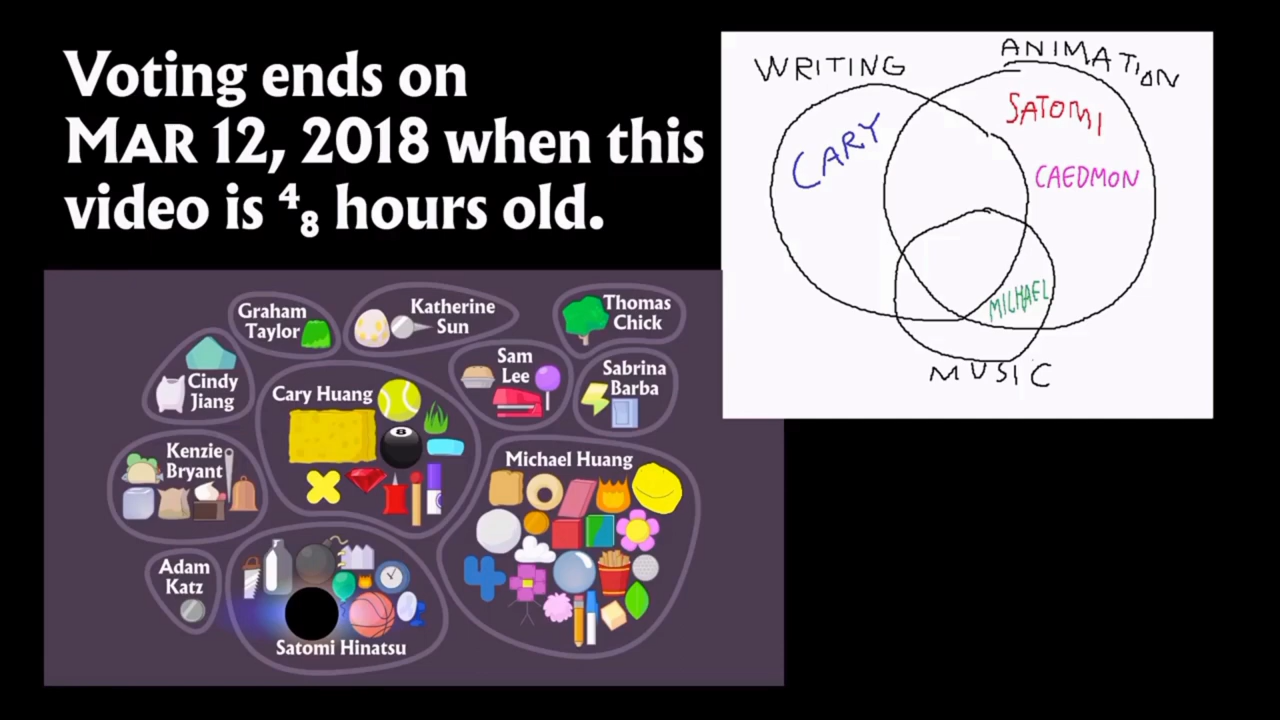 Voting ends on
MAR 12, 2018 when this
video is ⁴₈ hours old.
WRITING
ANIMATION
CARY
SATOMI
CAEDMON
MILHAEL
MUSIC
Graham
Taylor
Katherine
Sun
Thomas
Chick
Cindy
Jiang
Cary Huang
8
Sam
Lee
Sabrina
Barba
Kenzie
Bryant
Michael Huang
Adam
Katz
Satomi Hinatsu